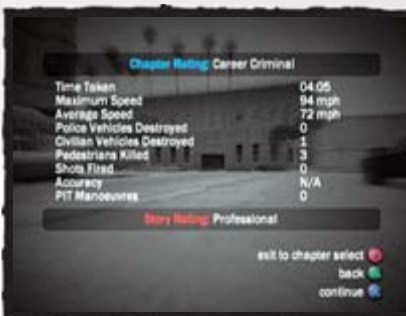 Chapter Rating: Career Criminal
Time Taken 04:05
Maximum Speed 94 mph
Average Speed 72 mph
Police Vehicles Destroyed 0
Civilian Vehicles Destroyed 1
Pedestrians Killed 3
Shots Fired 0
Accuracy N/A
PIT Manoeuvres 0
Story Rating: Professional
exit to chapter select
back
continue